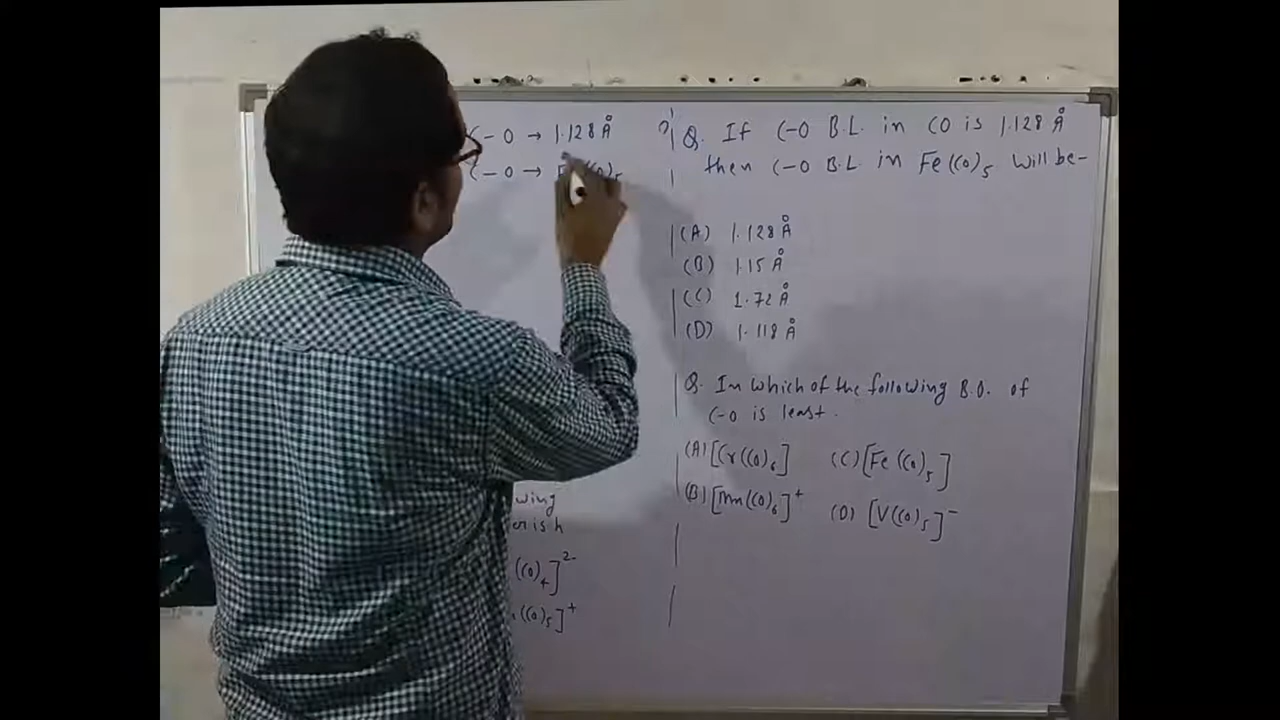 C-O → 1.128 Å
C-O →
wing
er is h
(CO)₄]²⁻
(CO)₅]⁺
Q. If C-O B.L. in CO is 1.128 Å
then C-O B.L. in Fe(CO)₅ will be-
(A) 1.128 Å
(B) 1.15 Å
(C) 1.72 Å
(D) 1.118 Å
Q. In which of the following B.O. of
C-O is least.
(A) [Cr(CO)₆] (C) [Fe(CO)₅]
(B) [Mn(CO)₆]⁺ (D) [V(CO)₅]⁻